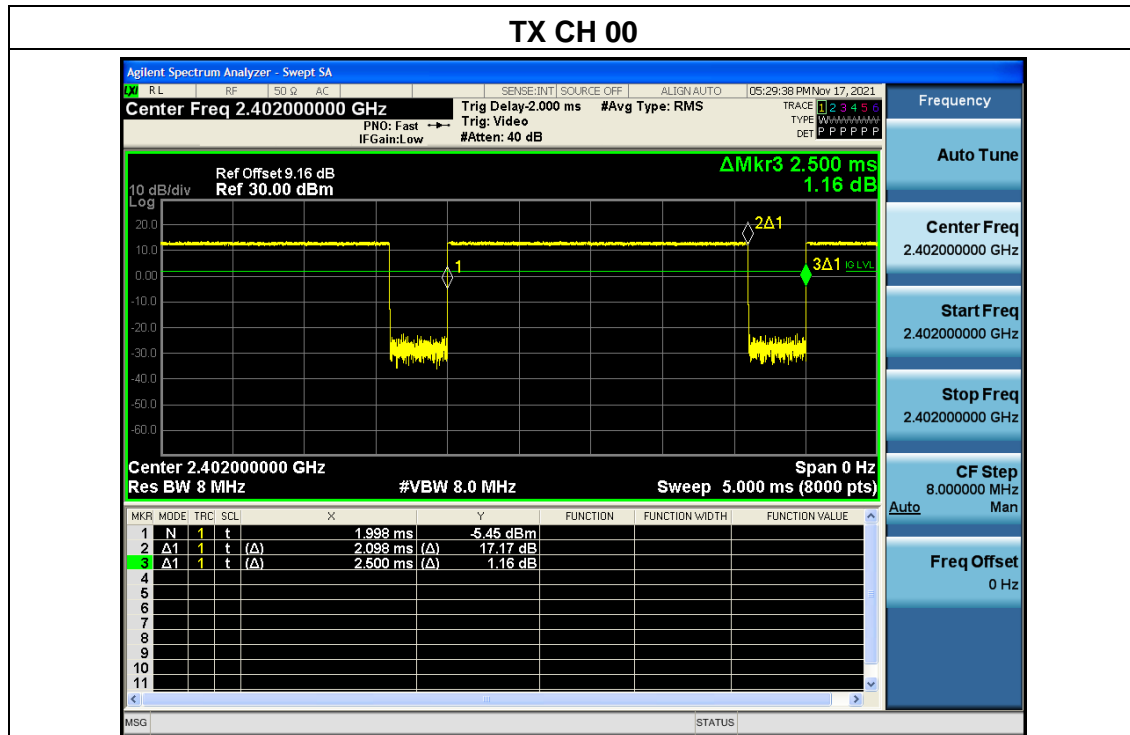 TX CH 00
Agilent Spectrum Analyzer - Swept SA
LXI RL RF 50 Ω AC SENSE:INT SOURCE OFF ALIGN AUTO 05:29:38 PM Nov 17, 2021
Center Freq 2.402000000 GHz Trig Delay-2.000 ms #Avg Type: RMS TRACE 1 2 3 4 5 6
PNO: Fast Trig: Video TYPE
IFGain:Low #Atten: 40 dB DET P P P P P P
ΔMkr3 2.500 ms
Ref Offset 9.16 dB
10 dB/div Ref 30.00 dBm 1.16 dB
Log
20.0
10.0
0.00
-10.0
-20.0
-30.0
-40.0
-50.0
-60.0
1
2Δ1
3Δ1 IG LVL
Center 2.402000000 GHz Span 0 Hz
Res BW 8 MHz #VBW 8.0 MHz Sweep 5.000 ms (8000 pts)
MKR MODE TRC SCL X Y FUNCTION FUNCTION WIDTH FUNCTION VALUE
1 N 1 t 1.998 ms -5.45 dBm
2 Δ1 1 t (Δ) 2.098 ms (Δ) 17.17 dB
3 Δ1 1 t (Δ) 2.500 ms (Δ) 1.16 dB
4
5
6
7
8
9
10
11
MSG STATUS
Frequency
Auto Tune
Center Freq
2.402000000 GHz
Start Freq
2.402000000 GHz
Stop Freq
2.402000000 GHz
CF Step
8.000000 MHz
Auto Man
Freq Offset
0 Hz